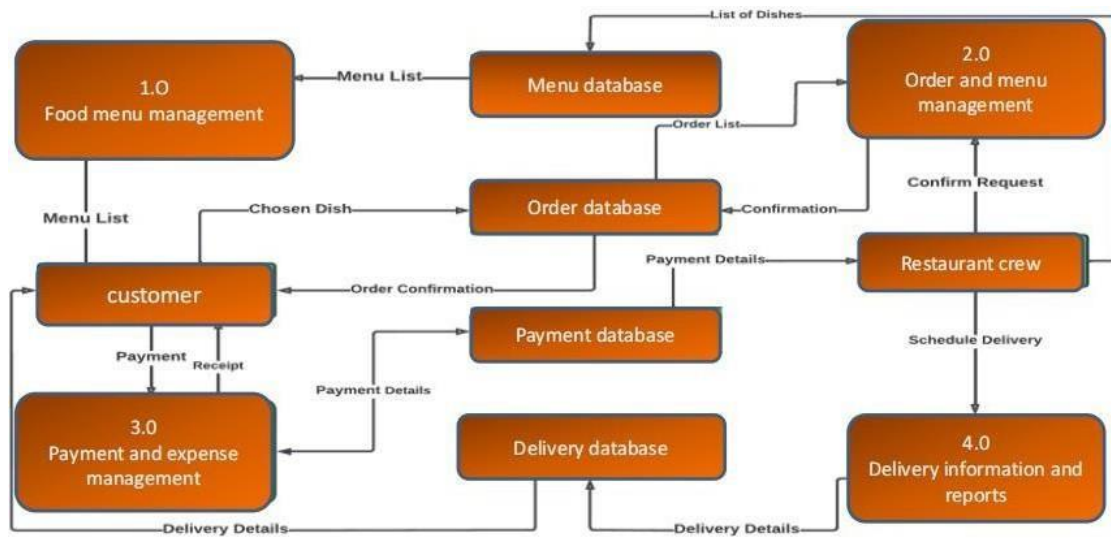 List of Dishes
1.O
Food menu management
Menu List
Menu database
2.0
Order and menu
management
Order List
Menu List
Chosen Dish
Order database
Confirmation
Confirm Request
customer
Order Confirmation
Payment Details
Restaurant crew
Payment
Receipt
Payment database
Schedule Delivery
Payment Details
3.0
Payment and expense
management
Delivery database
4.0
Delivery information and
reports
Delivery Details
Delivery Details